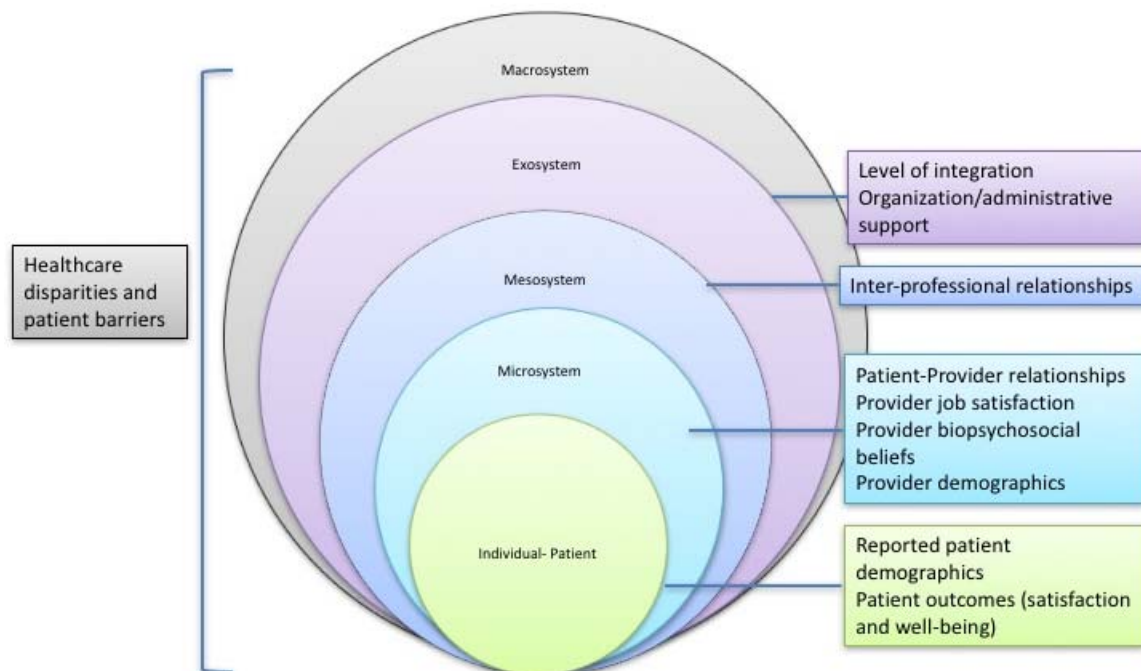 Macrosystem
Exosystem
Mesosystem
Microsystem
Individual- Patient
Healthcare
disparities and
patient barriers
Level of integration
Organization/administrative
support
Inter-professional relationships
Patient-Provider relationships
Provider job satisfaction
Provider biopsychosocial
beliefs
Provider demographics
Reported patient
demographics
Patient outcomes (satisfaction
and well-being)